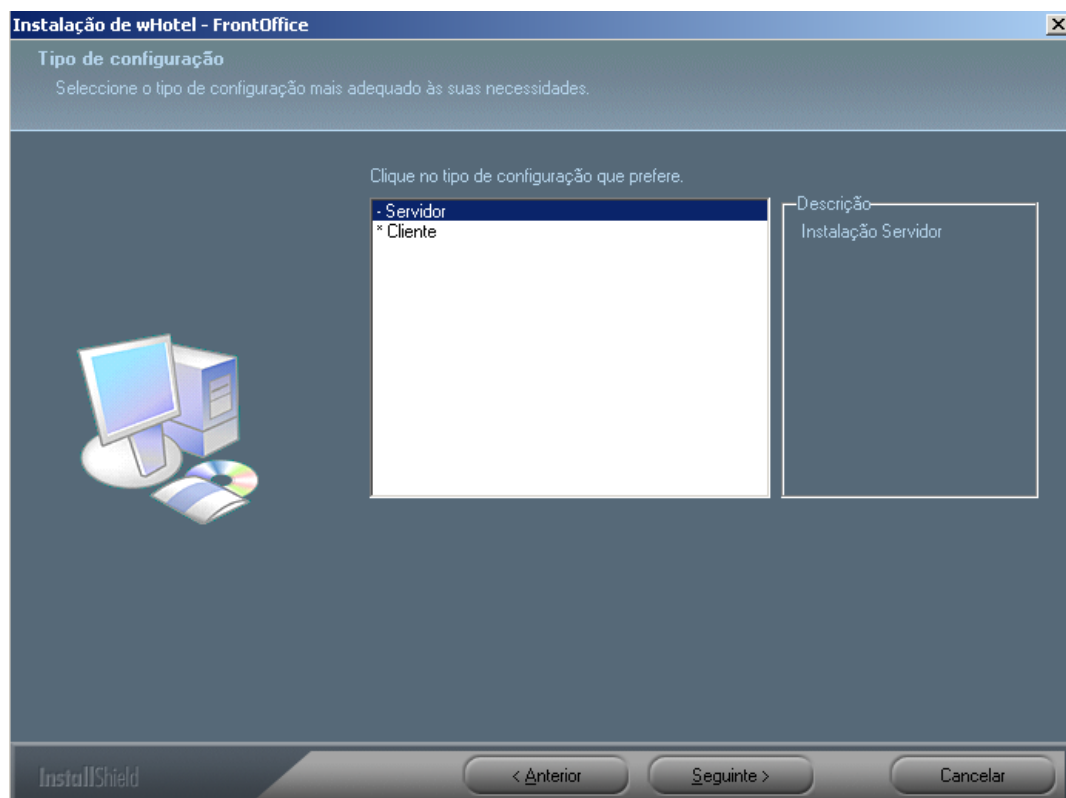 Instalação de wHotel - FrontOffice
Tipo de configuração
Seleccione o tipo de configuração mais adequado às suas necessidades.
Clique no tipo de configuração que prefere.
- Servidor
* Cliente
Descrição
Instalação Servidor
InstallShield
< Anterior
Seguinte >
Cancelar